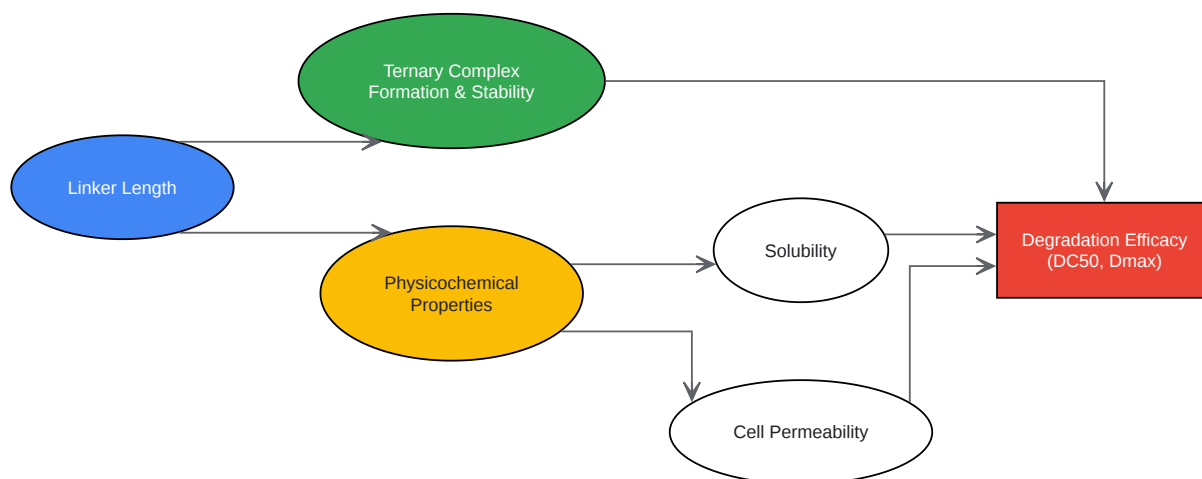 Ternary Complex
Formation & Stability
Linker Length
Physicochemical
Properties
Solubility
Degradation Efficacy
(DC50, Dmax)
Cell Permeability